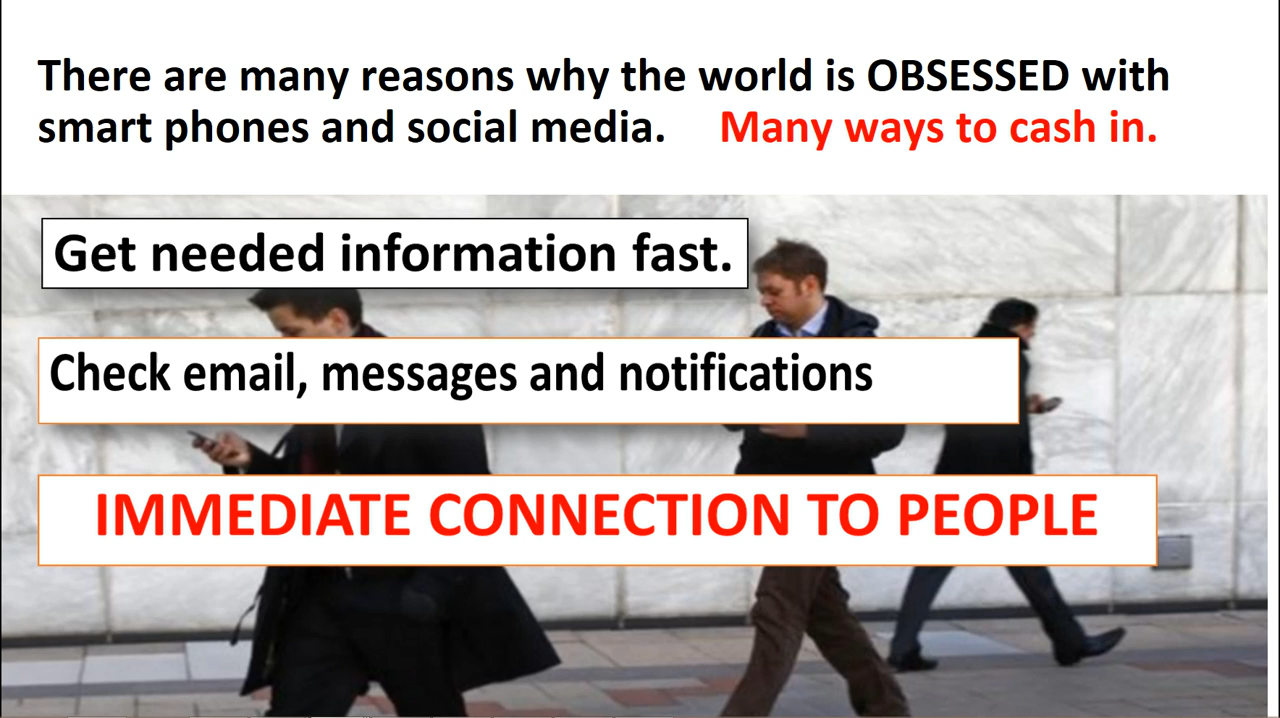 There are many reasons why the world is OBSESSED with
smart phones and social media. Many ways to cash in.
Get needed information fast.
Check email, messages and notifications
IMMEDIATE CONNECTION TO PEOPLE